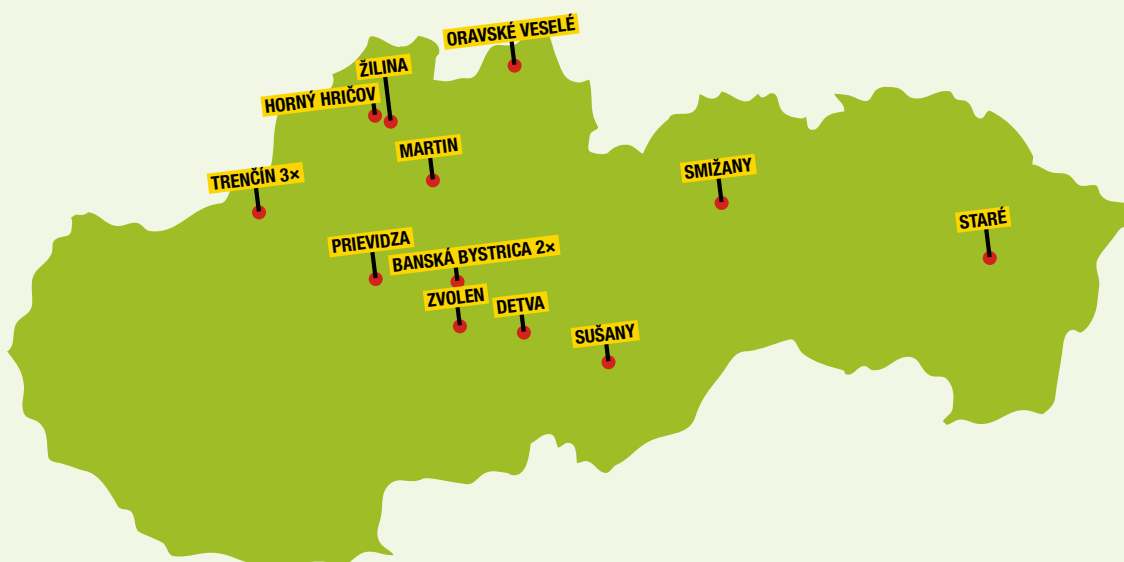 ORAVSKÉ VESELÉ
ŽILINA
HORNÝ HRIČOV
MARTIN
TRENČÍN 3×
SMIŽANY
STARÉ
PRIEVIDZA
BANSKÁ BYSTRICA 2×
ZVOLEN
DETVA
SUŠANY